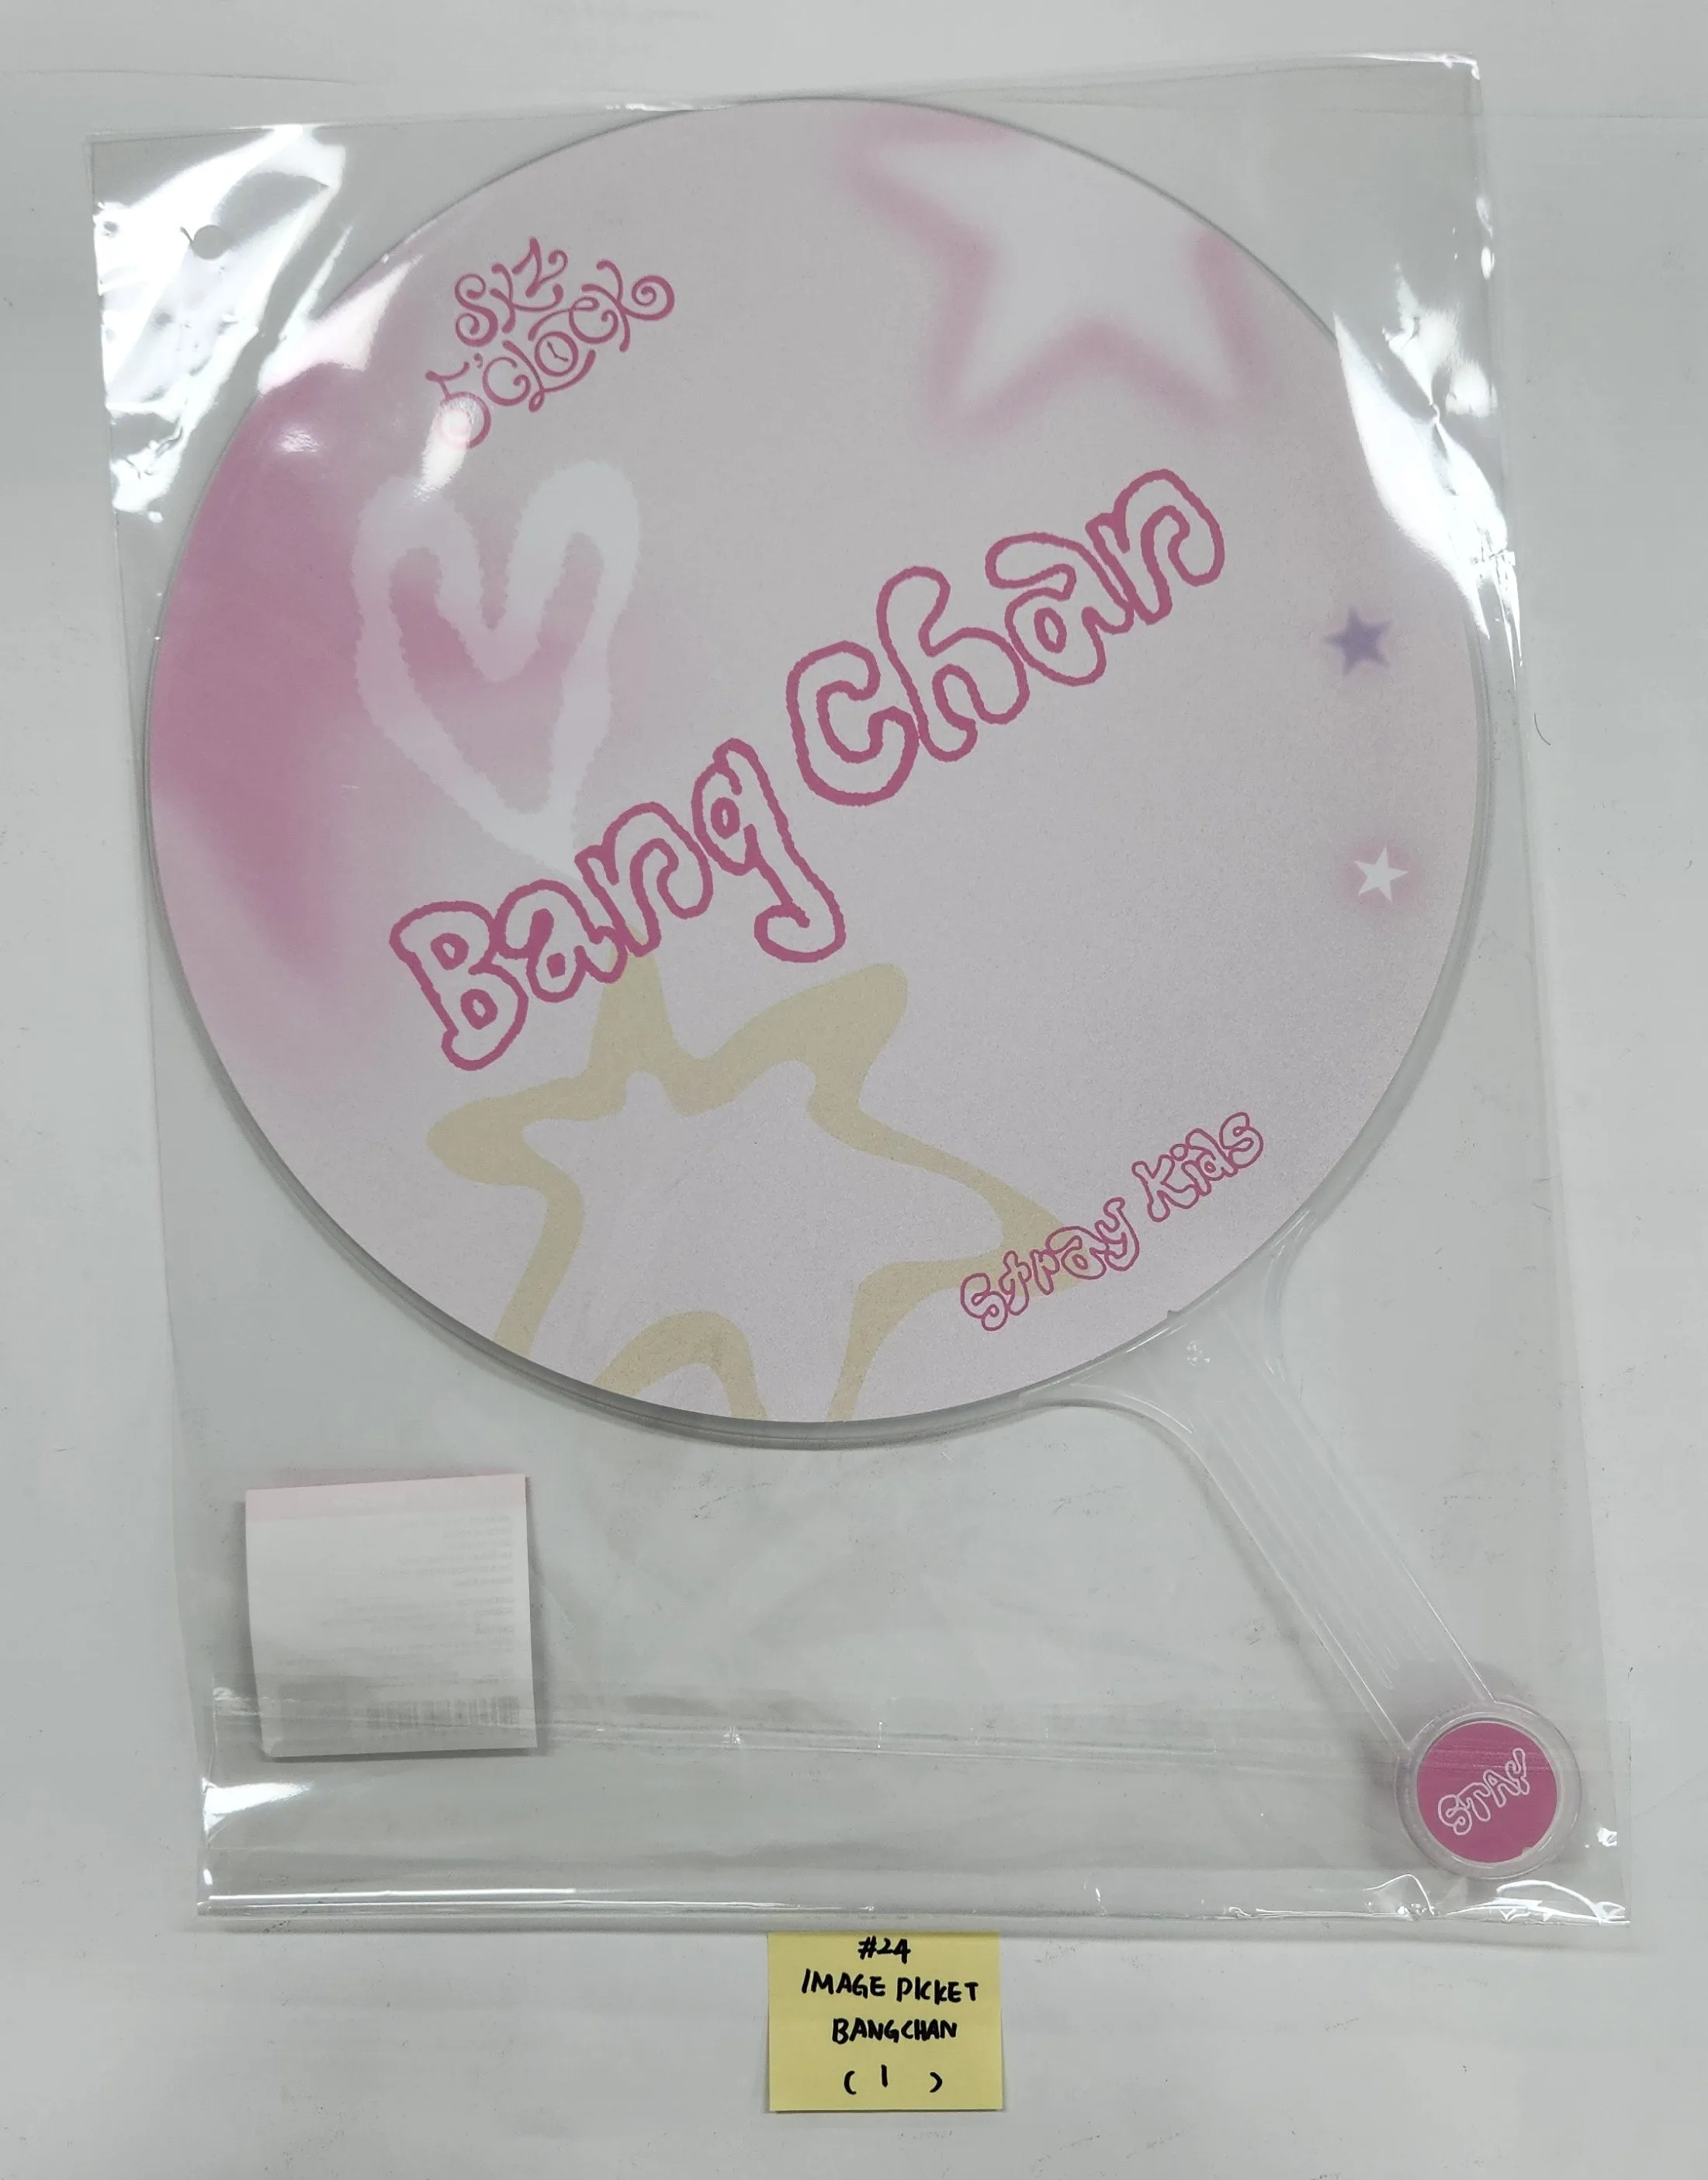 SKZ
5'CLOCK
Bang Chan
Stray Kids
STAY
#24
IMAGE PICKET
BANGCHAN
( 1 )